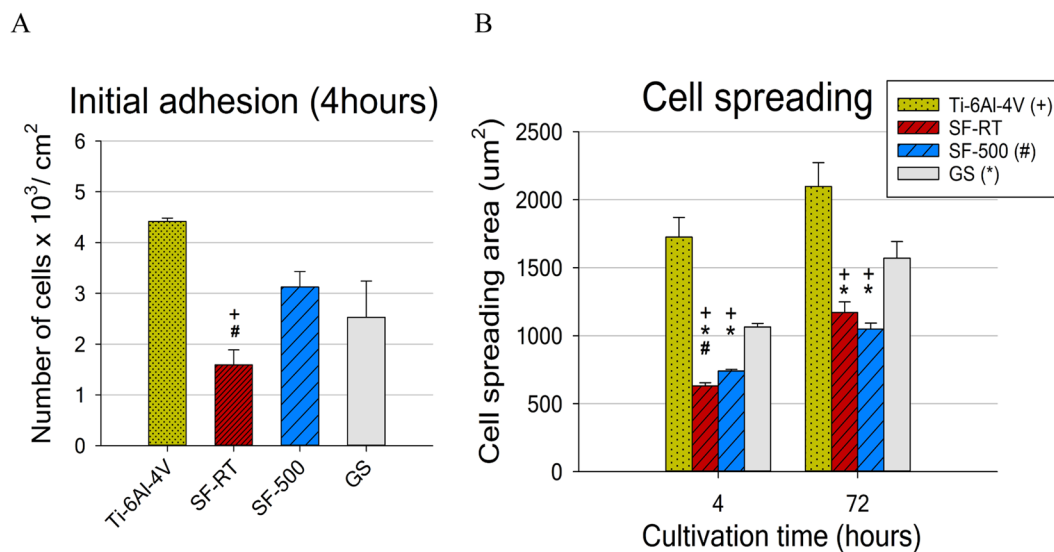 A
Initial adhesion (4hours)
Number of cells x 10³/ cm²
6
5
4
3
2
1
0
+
#
Ti-6Al-4V
SF-RT
SF-500
GS
B
Cell spreading
Ti-6Al-4V (+)
SF-RT
SF-500 (#)
GS (*)
Cell spreading area (um²)
2500
2000
1500
1000
500
0
+
*
#
+
*
+
*
+
*
4
72
Cultivation time (hours)